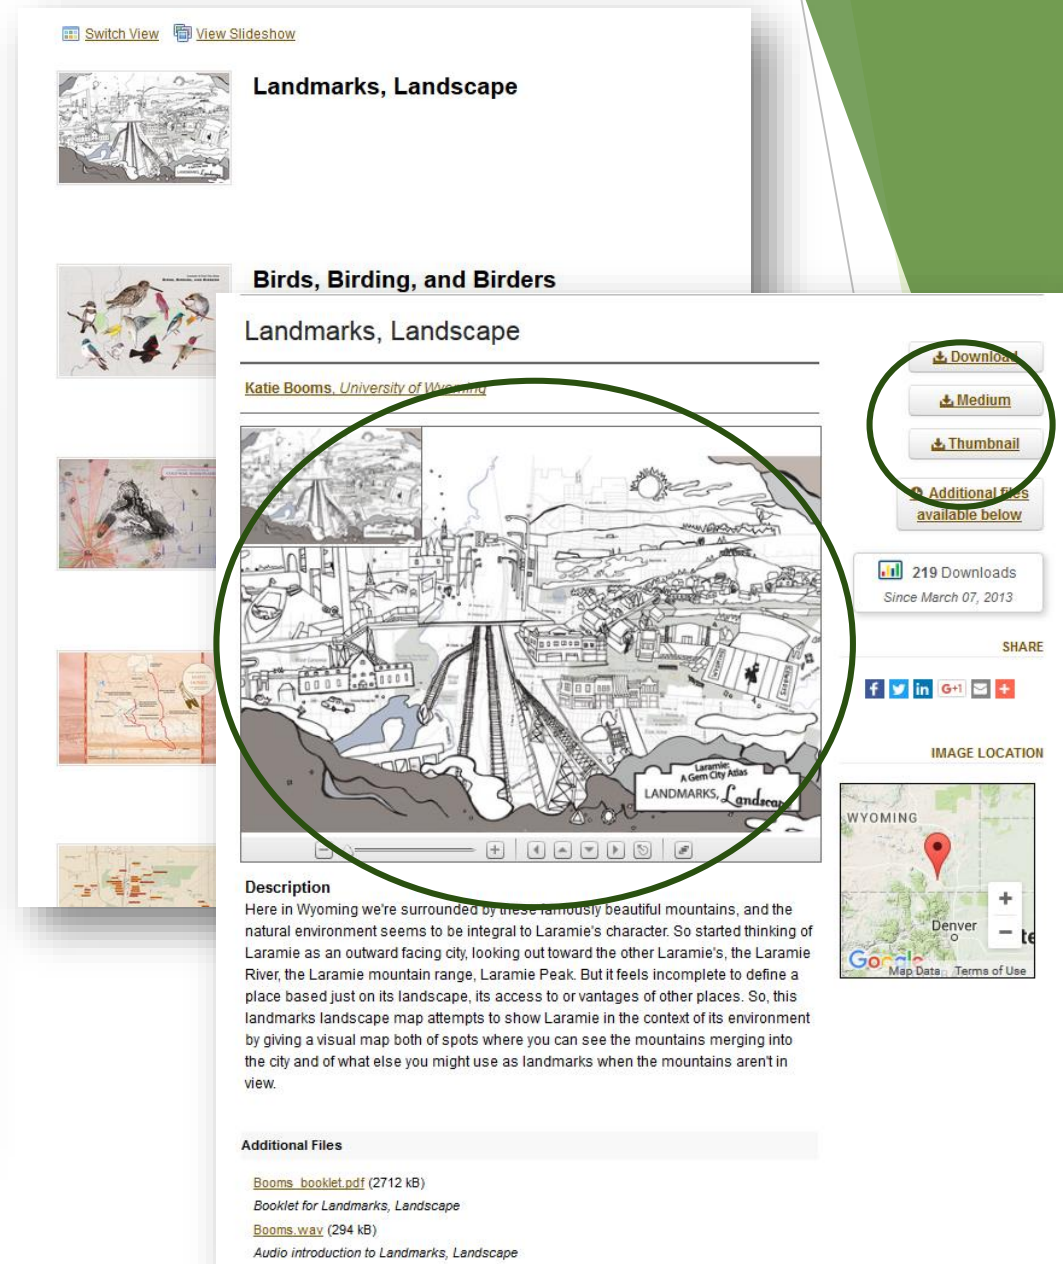 Switch View View Slideshow
Landmarks, Landscape
Birds, Birding, and Birders
Landmarks, Landscape
Katie Booms, University of Wyoming
Download
Medium
Thumbnail
Additional files
available below
219 Downloads
Since March 07, 2013
SHARE
G+1
IMAGE LOCATION
WYOMING
Denver
Google
Map Data Terms of Use
Laramie:
A Gem City Atlas
LANDMARKS, Landscape
Description
Here in Wyoming we're surrounded by these famously beautiful mountains, and the
natural environment seems to be integral to Laramie's character. So started thinking of
Laramie as an outward facing city, looking out toward the other Laramie's, the Laramie
River, the Laramie mountain range, Laramie Peak. But it feels incomplete to define a
place based just on its landscape, its access to or vantages of other places. So, this
landmarks landscape map attempts to show Laramie in the context of its environment
by giving a visual map both of spots where you can see the mountains merging into
the city and of what else you might use as landmarks when the mountains aren't in
view.
Additional Files
Booms_booklet.pdf (2712 kB)
Booklet for Landmarks, Landscape
Booms.wav (294 kB)
Audio introduction to Landmarks, Landscape